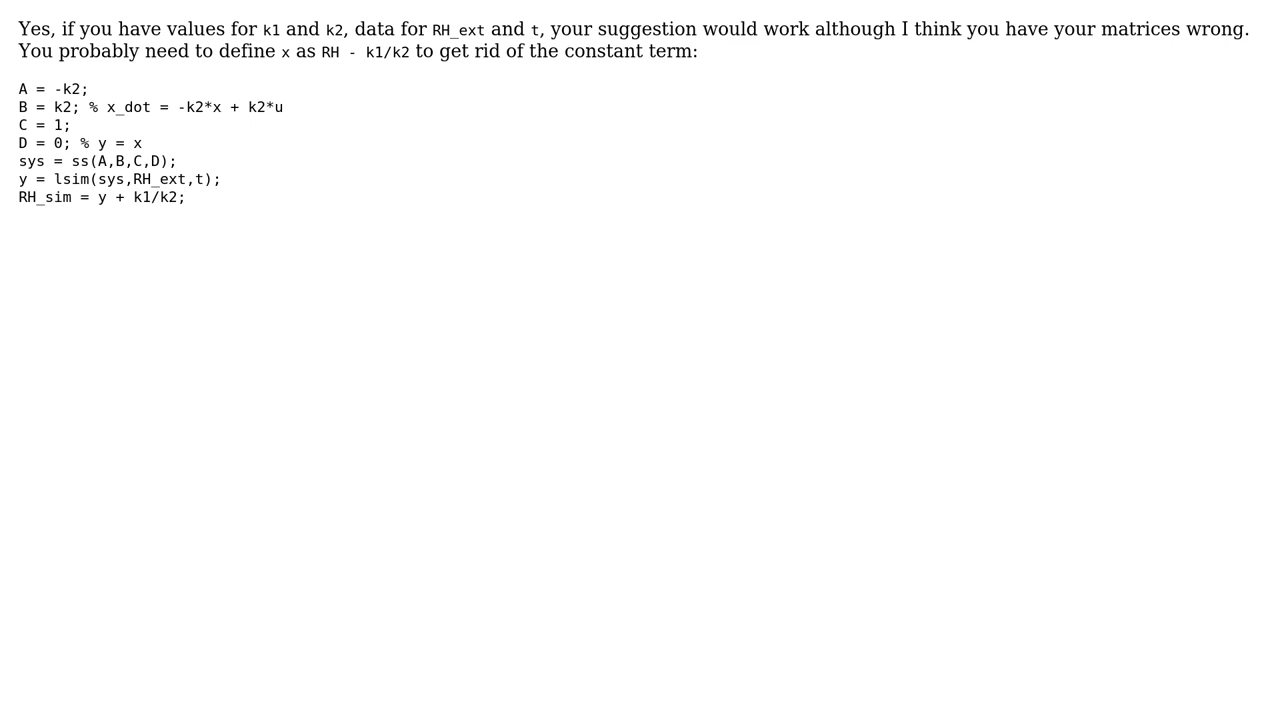 Yes, if you have values for k1 and k2, data for RH_ext and t, your suggestion would work although I think you have your matrices wrong.
You probably need to define x as RH - k1/k2 to get rid of the constant term:
A = -k2;
B = k2; % x_dot = -k2*x + k2*u
C = 1;
D = 0; % y = x
sys = ss(A,B,C,D);
y = lsim(sys,RH_ext,t);
RH_sim = y + k1/k2;